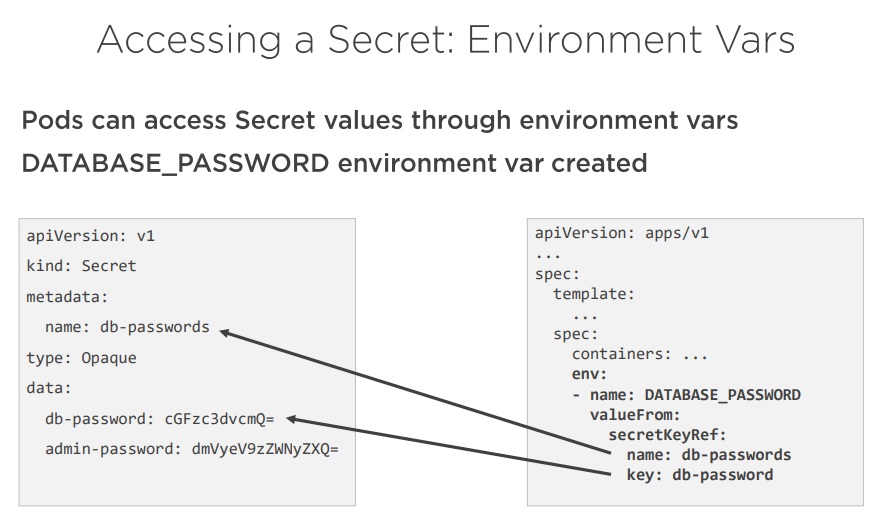 Accessing a Secret: Environment Vars
Pods can access Secret values through environment vars
DATABASE_PASSWORD environment var created
apiVersion: v1
kind: Secret
metadata:
  name: db-passwords
type: Opaque
data:
  db-password: cGFzc3dvcmQ=
  admin-password: dmVyeV9zZWNyZXQ=
apiVersion: apps/v1
...
spec:
  template:
    ...
  spec:
    containers: ...
    env:
    - name: DATABASE_PASSWORD
      valueFrom:
        secretKeyRef:
          name: db-passwords
          key: db-password